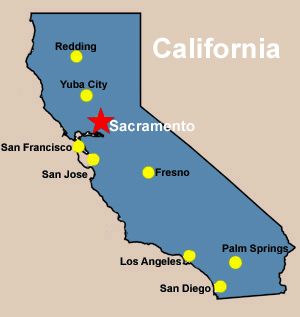 California
Redding
Yuba City
Sacramento
San Francisco
San Jose
Fresno
Palm Springs
Los Angeles
San Diego